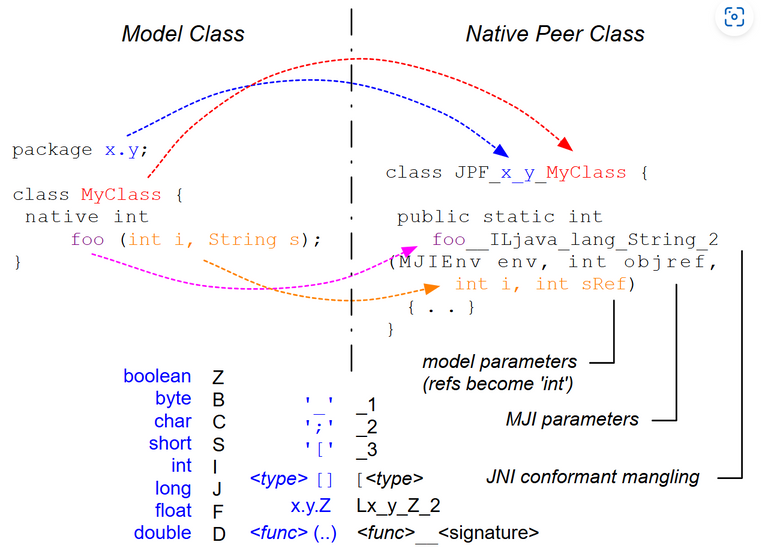 Model Class
Native Peer Class
package x.y;
class MyClass {
native int
foo (int i, String s);
}
class JPF_x_y_MyClass {
public static int
foo__ILjava_lang_String_2
(MJIEnv env, int objref,
int i, int sRef)
{ . . }
}
model parameters
(refs become 'int')
MJI parameters
JNI conformant mangling
boolean Z
byte B
char C
short S
int I
long J
float F
double D
'_' _1
';' _2
'[' _3
<type> [] [<type>
x.y.Z Lx_y_Z_2
<func> (..) <func>__<signature>